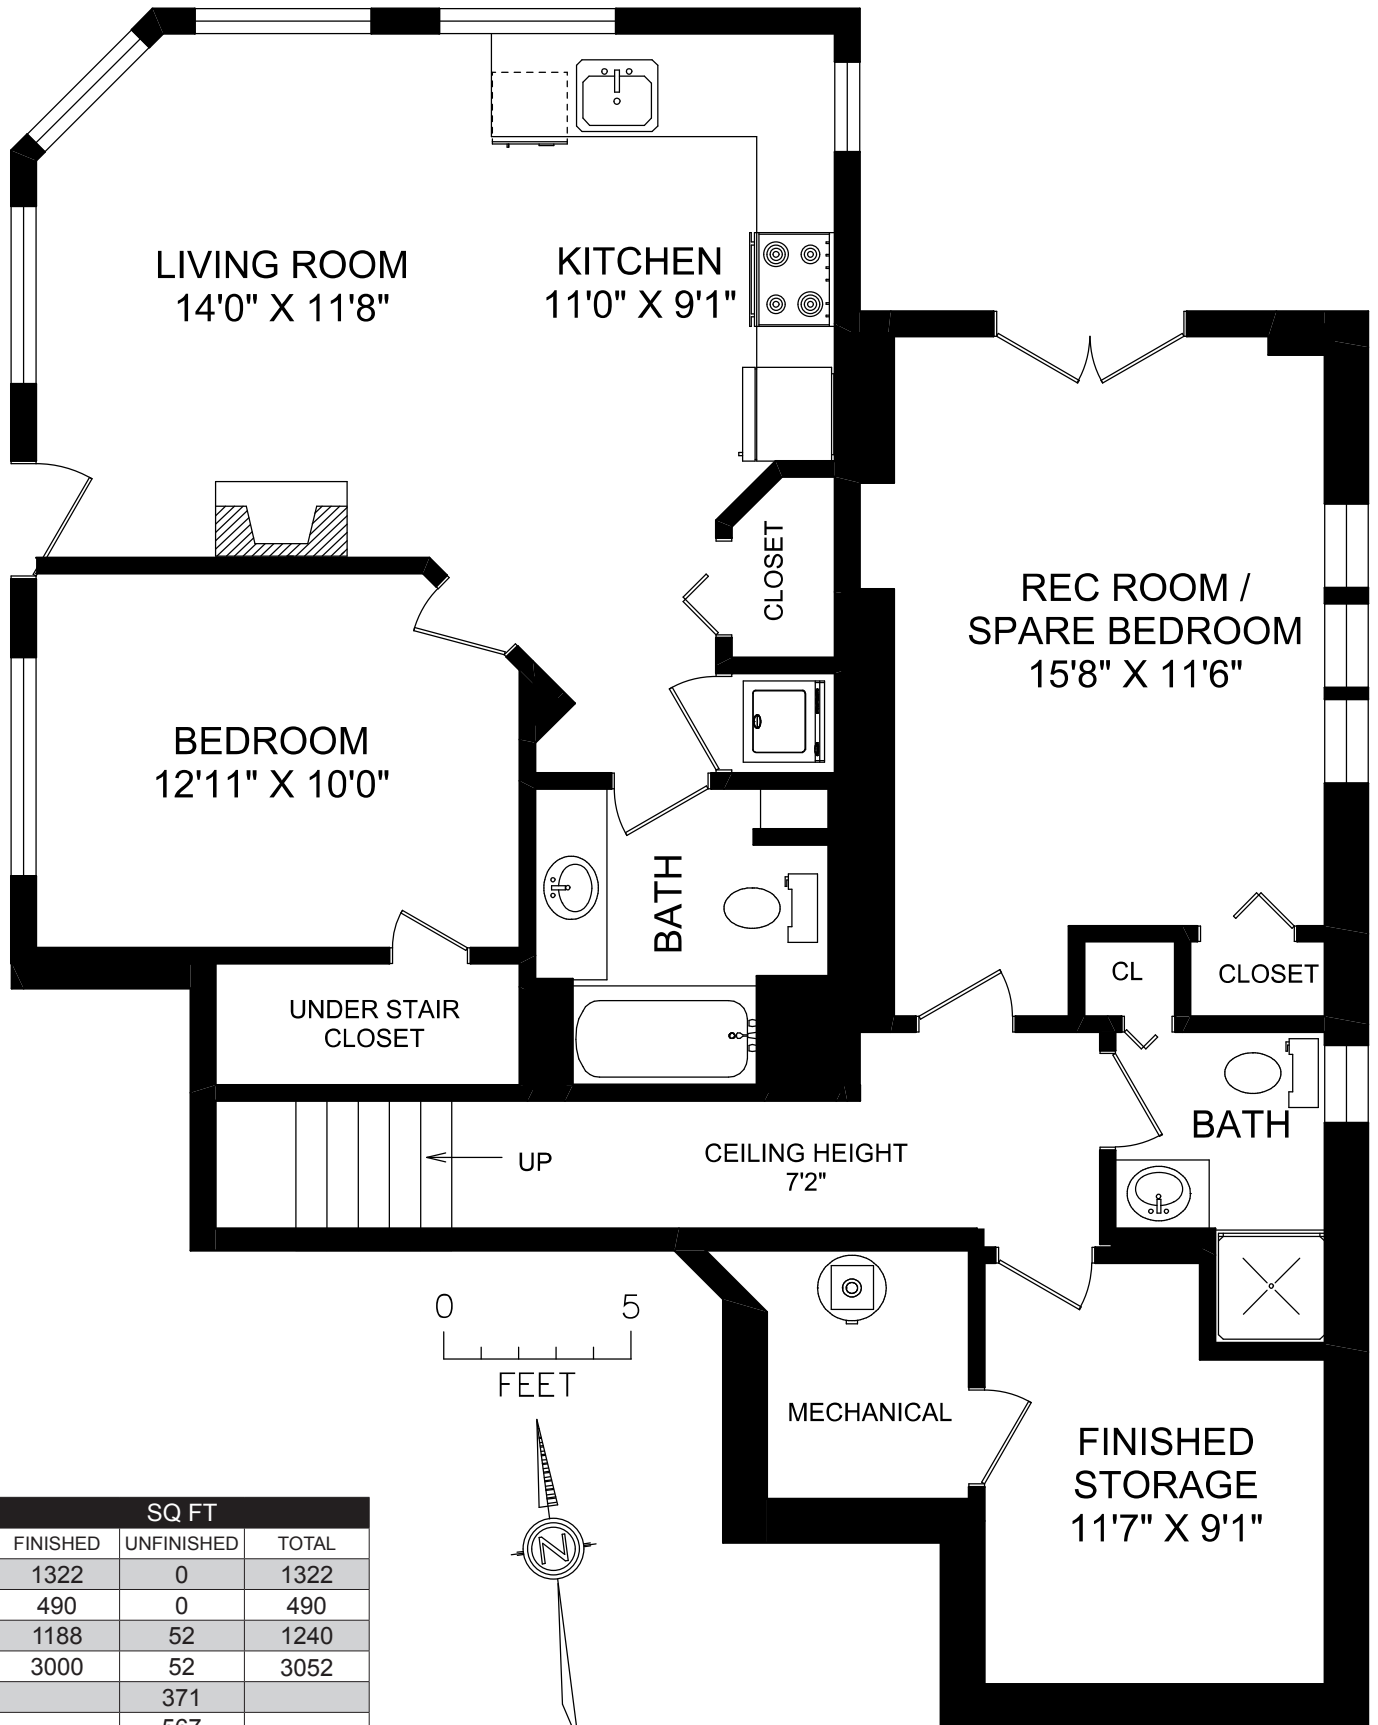 LIVING ROOM
14'0" X 11'8"
KITCHEN
11'0" X 9'1"
CLOSET
REC ROOM /
SPARE BEDROOM
15'8" X 11'6"
BEDROOM
12'11" X 10'0"
BATH
CL
CLOSET
UNDER STAIR
CLOSET
BATH
UP
CEILING HEIGHT
7'2"
0 5
FEET
MECHANICAL
FINISHED
STORAGE
11'7" X 9'1"
N
SQ FT
FINISHED UNFINISHED TOTAL
1322 0 1322
490 0 490
1188 52 1240
3000 52 3052
371